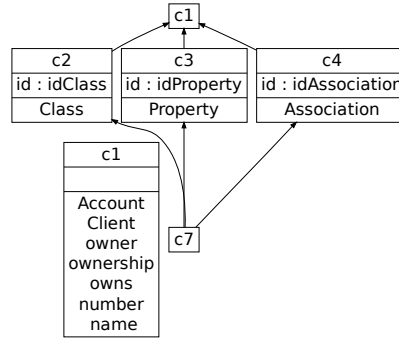 c1
c2
id : idClass
Class
c3
id : idProperty
Property
c4
id : idAssociation
Association
c1
Account
Client
owner
ownership
owns
number
name
c7